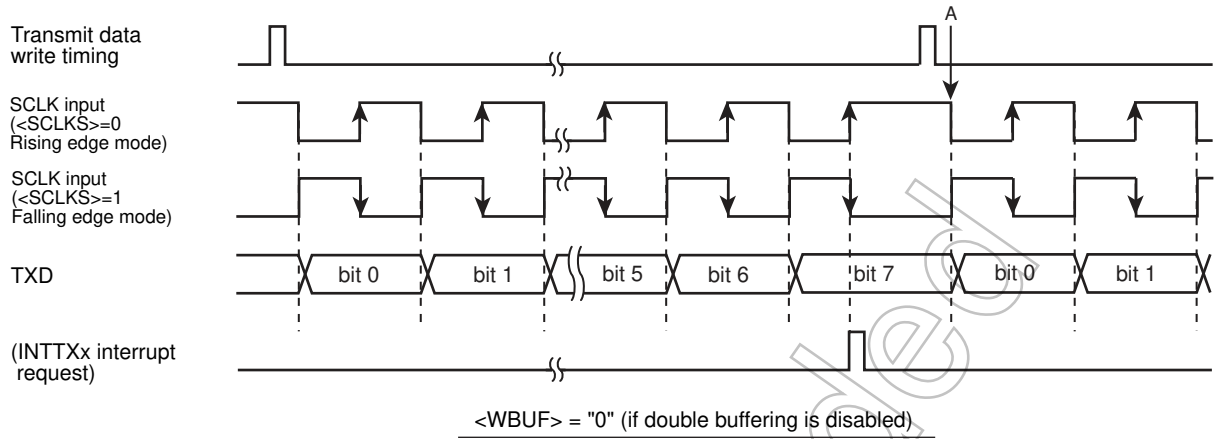 A
Transmit data
write timing
SCLK input
(<SCLKS>=0
Rising edge mode)
SCLK input
(<SCLKS>=1
Falling edge mode)
TXD
bit 0
bit 1
bit 5
bit 6
bit 7
bit 0
bit 1
(INTTXx interrupt
request)
<WBUF> = "0" (if double buffering is disabled)
ded